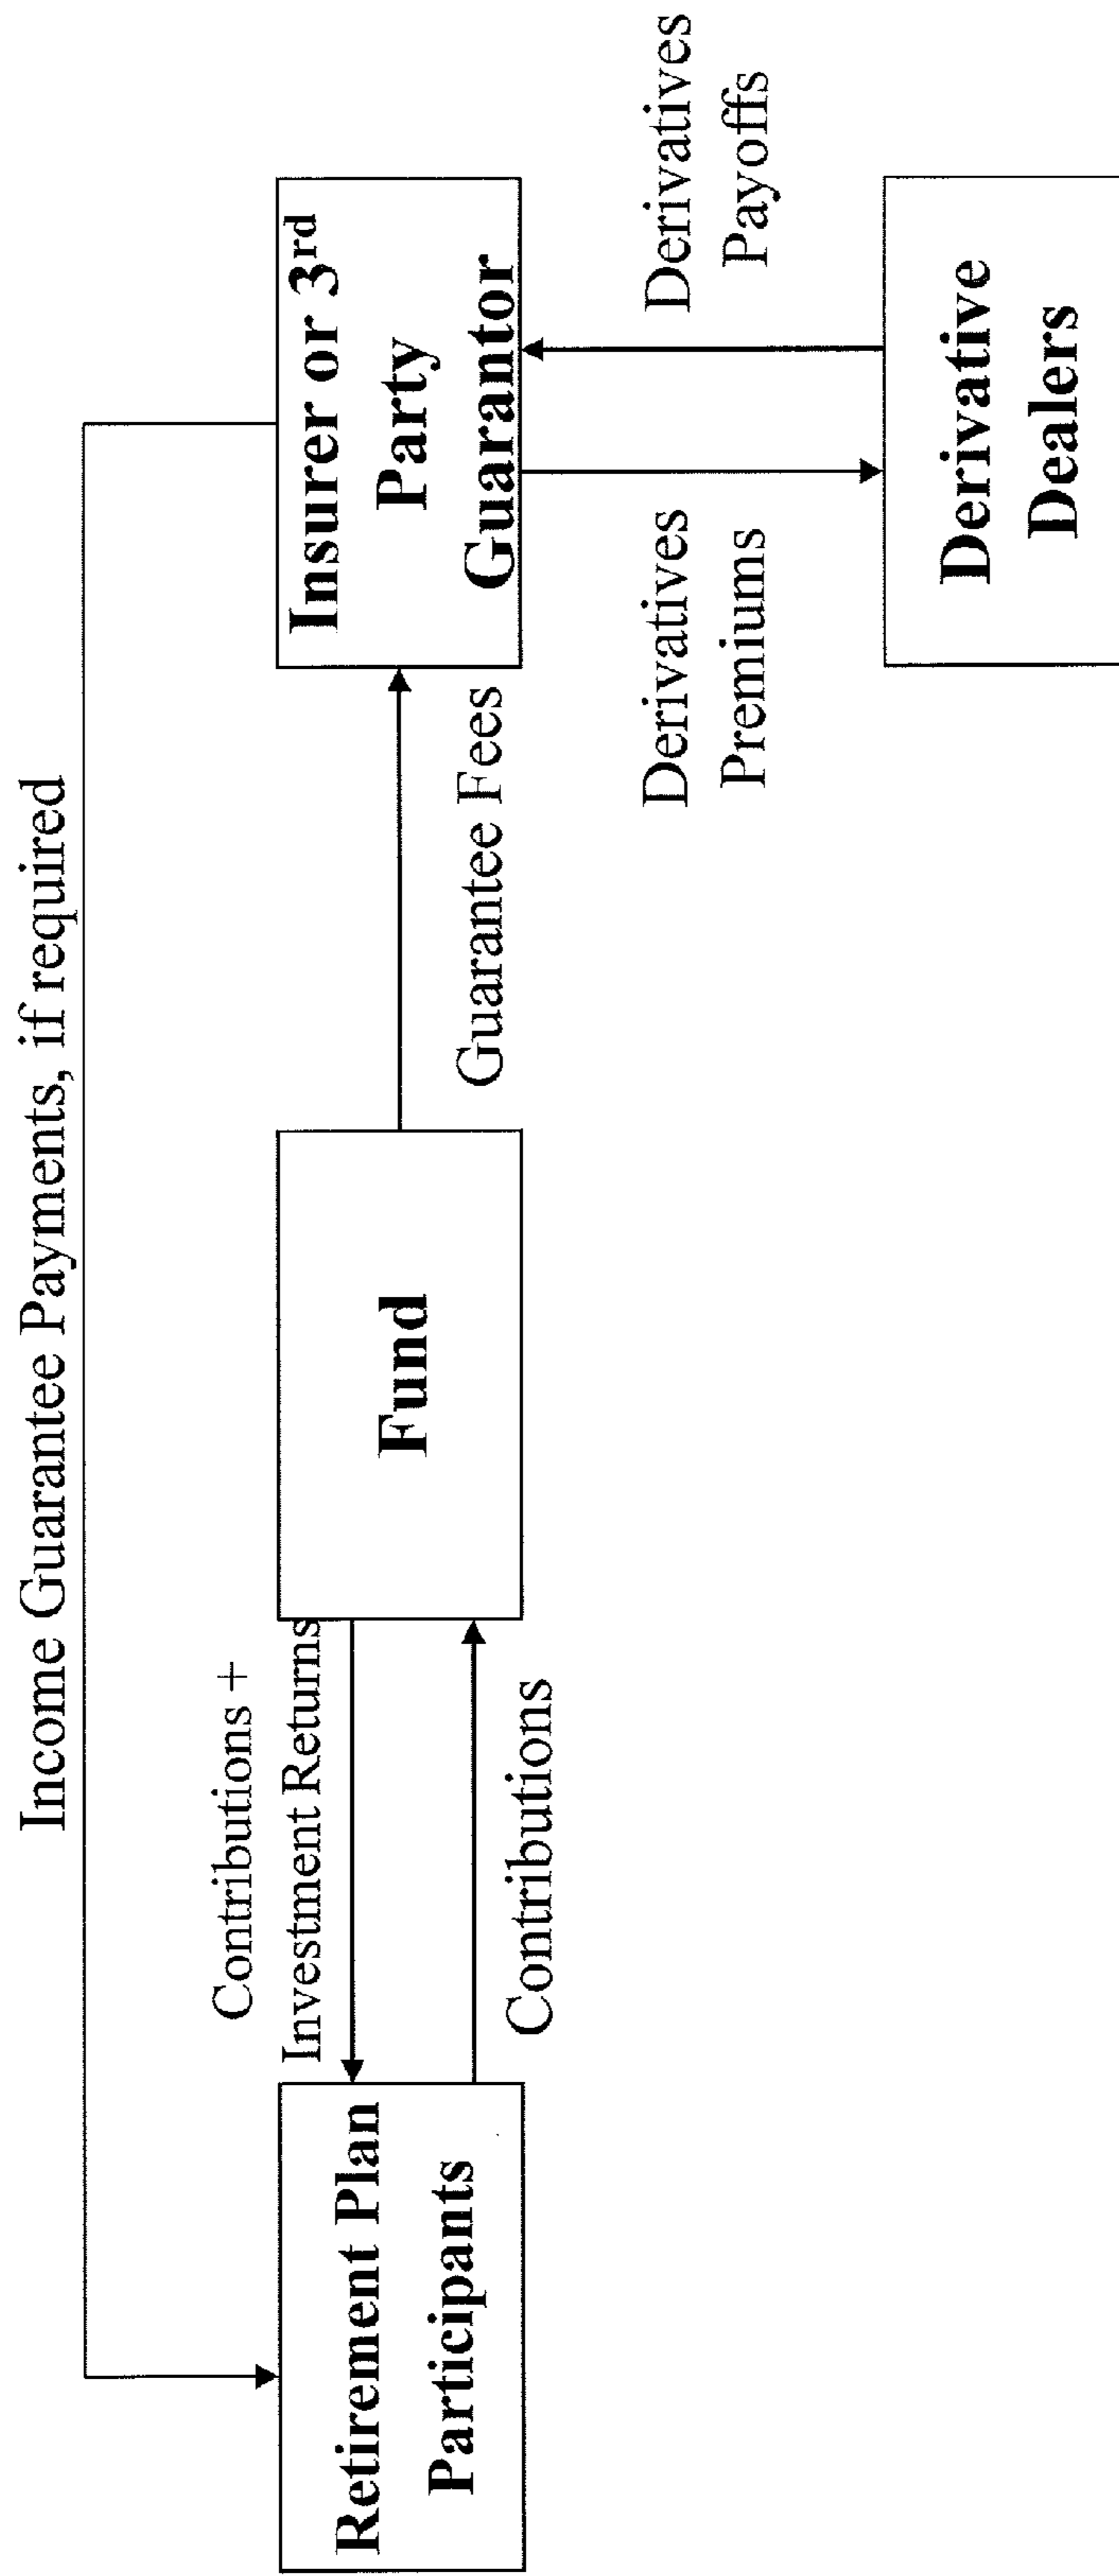 Income Guarantee Payments, if required
Contributions +
Investment Returns
Contributions
Retirement Plan
Participants
Fund
Guarantee Fees
Insurer or 3rd
Party
Guarantor
Derivatives
Premiums
Derivatives
Payoffs
Derivative
Dealers